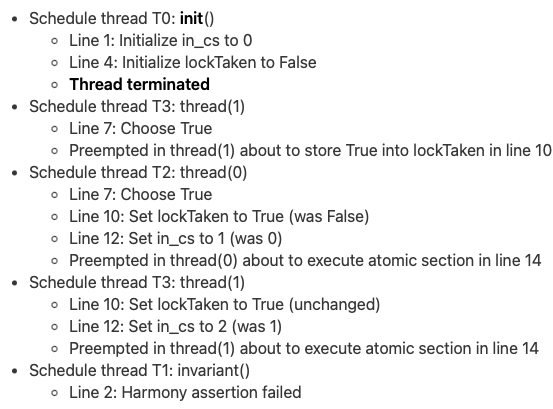 Schedule thread T0: init()
Line 1: Initialize in_cs to 0
Line 4: Initialize lockTaken to False
Thread terminated
Schedule thread T3: thread(1)
Line 7: Choose True
Preempted in thread(1) about to store True into lockTaken in line 10
Schedule thread T2: thread(0)
Line 7: Choose True
Line 10: Set lockTaken to True (was False)
Line 12: Set in_cs to 1 (was 0)
Preempted in thread(0) about to execute atomic section in line 14
Schedule thread T3: thread(1)
Line 10: Set lockTaken to True (unchanged)
Line 12: Set in_cs to 2 (was 1)
Preempted in thread(1) about to execute atomic section in line 14
Schedule thread T1: invariant()
Line 2: Harmony assertion failed